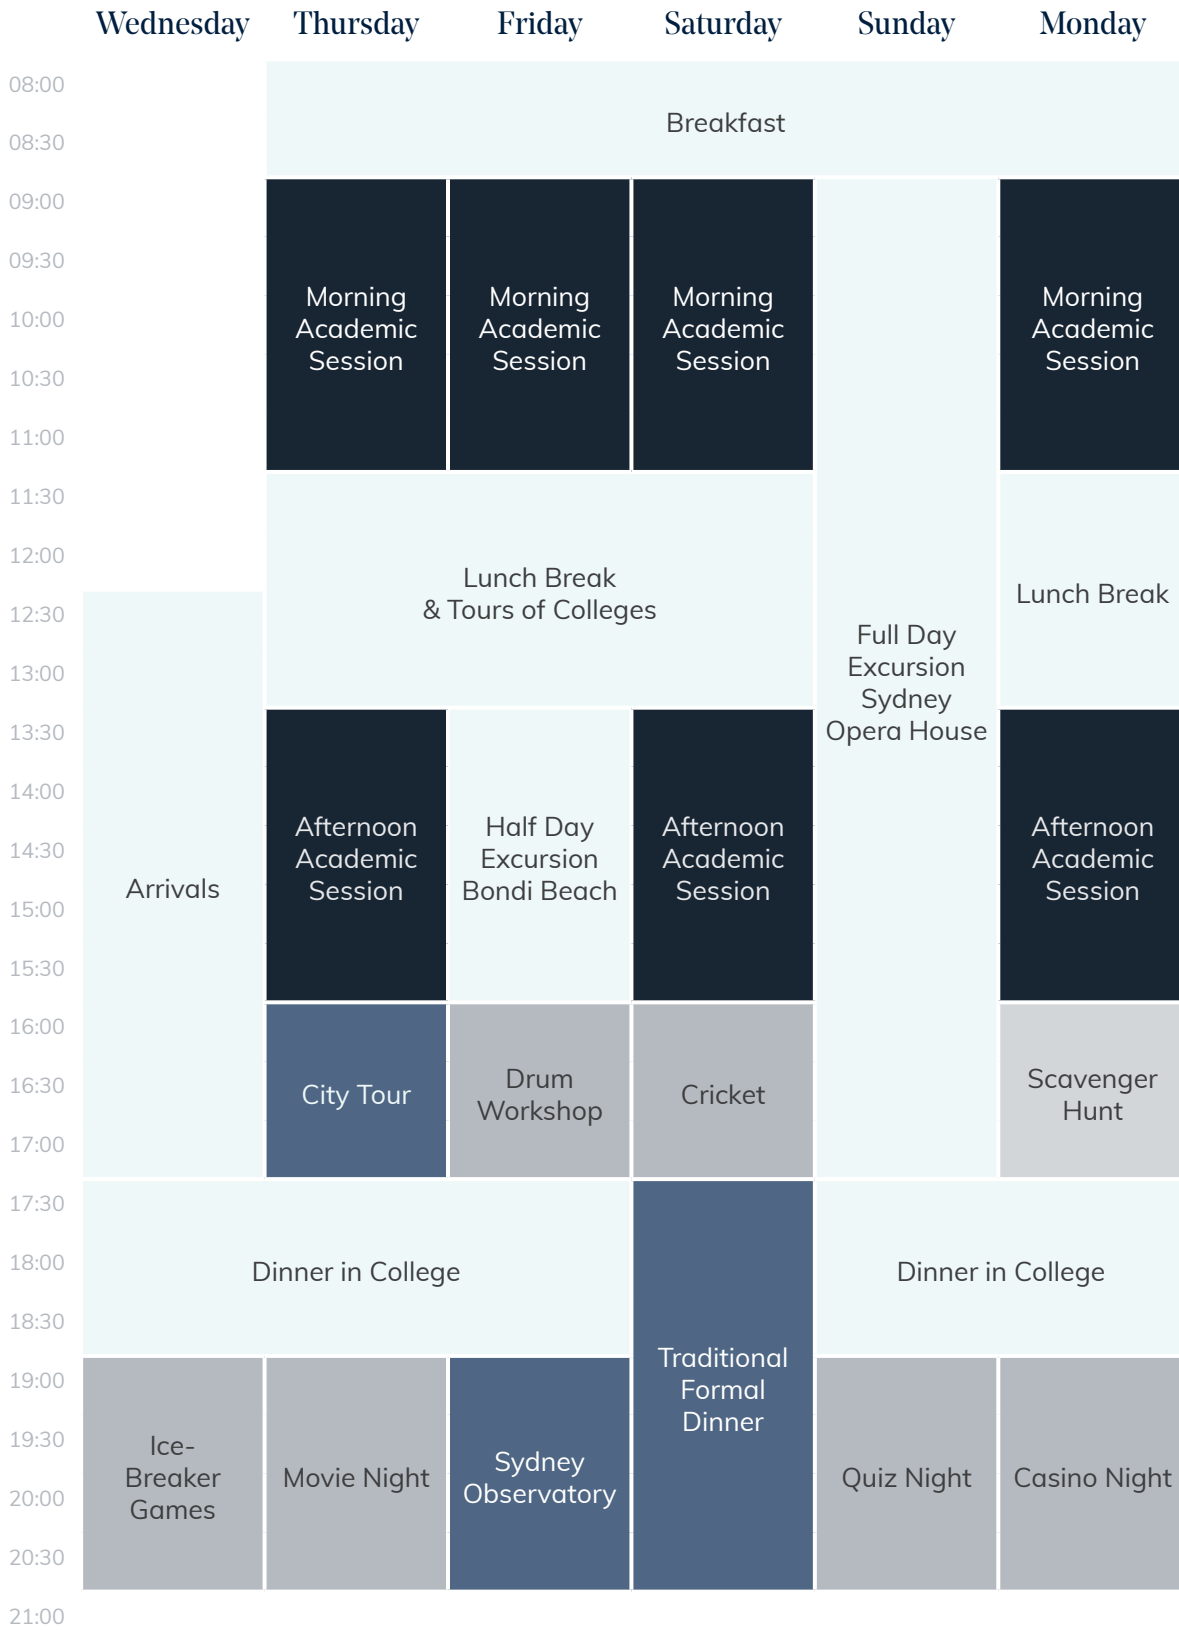 Wednesday Thursday Friday Saturday Sunday Monday
08:00
Breakfast
08:30
09:00
09:30
10:00
10:30
11:00
Morning
Academic
Session
Morning
Academic
Session
Morning
Academic
Session
Morning
Academic
Session
11:30
12:00
12:30
13:00
Lunch Break
& Tours of Colleges
Lunch Break
Full Day
Excursion
Sydney
Opera House
13:30
14:00
14:30
15:00
15:30
Arrivals
Afternoon
Academic
Session
Half Day
Excursion
Bondi Beach
Afternoon
Academic
Session
Afternoon
Academic
Session
16:00
16:30
17:00
City Tour
Drum
Workshop
Cricket
Scavenger
Hunt
17:30
18:00
18:30
Dinner in College
Dinner in College
Traditional
Formal
Dinner
19:00
19:30
20:00
20:30
Ice-
Breaker
Games
Movie Night
Sydney
Observatory
Quiz Night
Casino Night
21:00